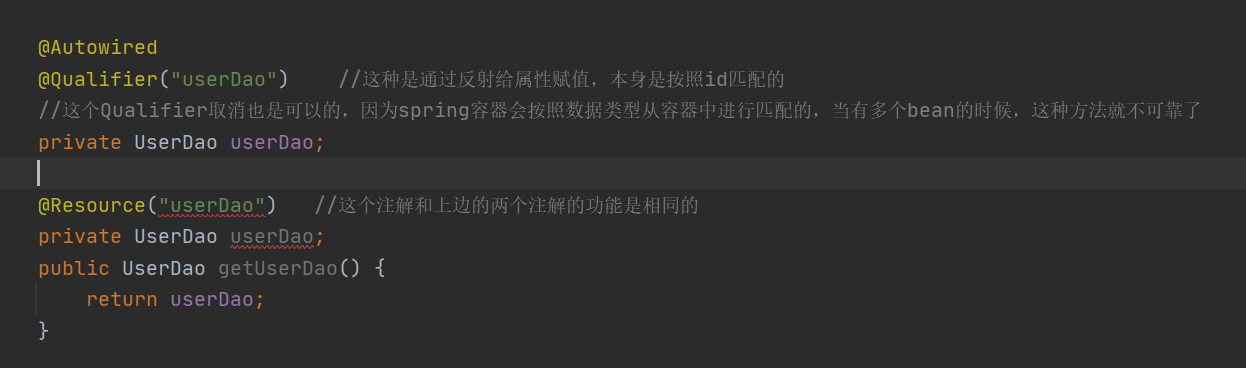 @Autowired
@Qualifier("userDao")    //这种是通过反射给属性赋值，本身是按照id匹配的
//这个Qualifier取消也是可以的，因为spring容器会按照数据类型从容器中进行匹配的，当有多个bean的时候，这种方法就不可靠了
private UserDao userDao;
@Resource("userDao")   //这个注解和上边的两个注解的功能是相同的
private UserDao userDao;
public UserDao getUserDao() {
    return userDao;
}